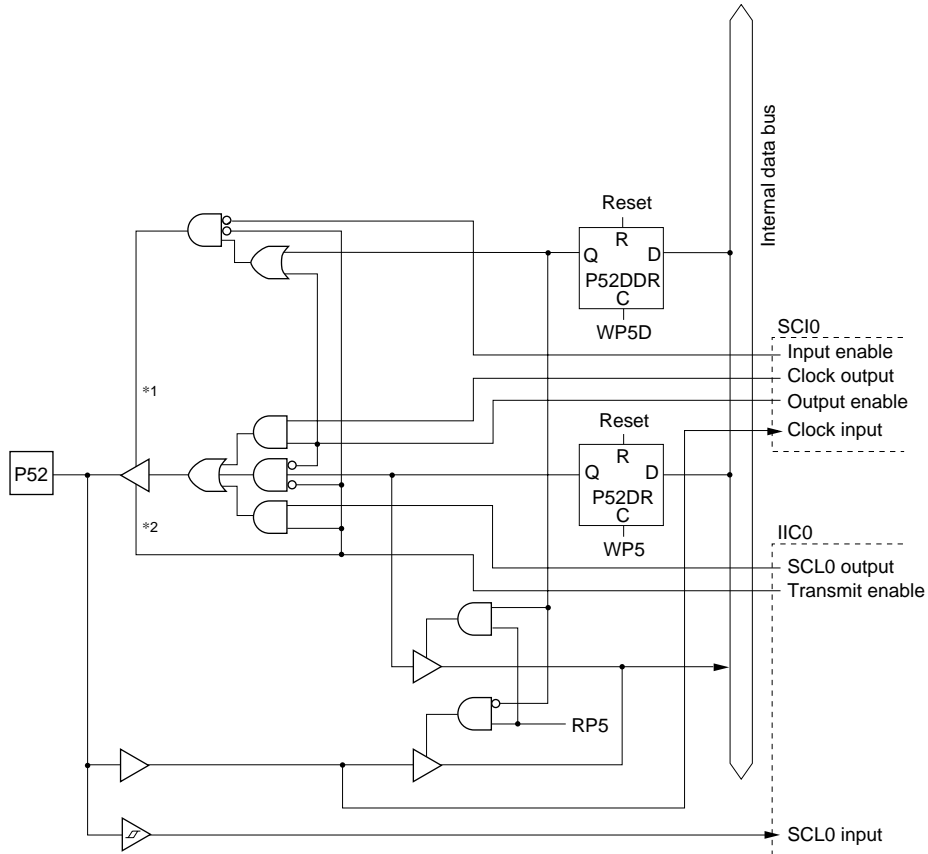 Internal data bus
Reset
R
Q D
P52DDR
C
WP5D
SCI0
Input enable
Clock output
Output enable
Clock input
*1
Reset
R
Q D
P52DR
C
WP5
P52
*2
IIC0
SCL0 output
Transmit enable
RP5
SCL0 input